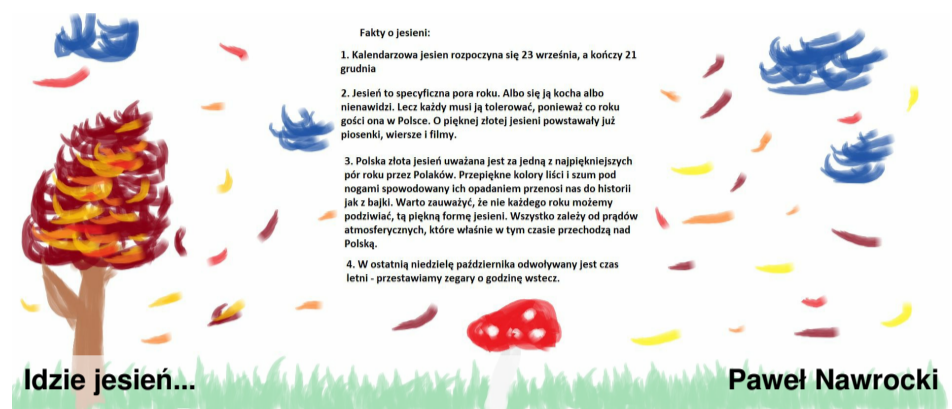 Fakty o jesieni:
1. Kalendarzowa jesien rozpoczyna się 23 września, a kończy 21
grudnia
2. Jesień to specyficzna pora roku. Albo się ją kocha albo
nienawidzi. Lecz każdy musi ją tolerować, ponieważ co roku
gości ona w Polsce. O pięknej złotej jesieni powstawały już
piosenki, wiersze i filmy.
3. Polska złota jesień uważana jest za jedną z najpiękniejszych
pór roku przez Polaków. Przepiękne kolory liści i szum pod
nogami spowodowany ich opadaniem przenosi nas do historii
jak z bajki. Warto zauważyć, że nie każdego roku możemy
podziwiać, tą piękną formę jesieni. Wszystko zależy od prądów
atmosferycznych, które właśnie w tym czasie przechodzą nad
Polską.
4. W ostatnią niedzielę października odwoływany jest czas
letni - przestawiamy zegary o godzinę wstecz.
Idzie jesień...
Paweł Nawrocki